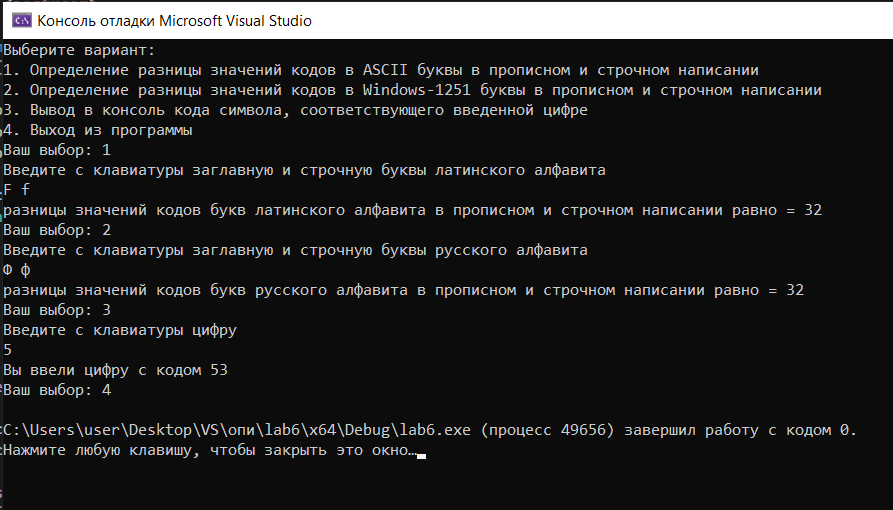 Консоль отладки Microsoft Visual Studio
Выберите вариант:
1. Определение разницы значений кодов в ASCII буквы в прописном и строчном написании
2. Определение разницы значений кодов в Windows-1251 буквы в прописном и строчном написании
3. Вывод в консоль кода символа, соответствующего введенной цифре
4. Выход из программы
Ваш выбор: 1
Введите с клавиатуры заглавную и строчную буквы латинского алфавита
F f
разницы значений кодов букв латинского алфавита в прописном и строчном написании равно = 32
Ваш выбор: 2
Введите с клавиатуры заглавную и строчную буквы русского алфавита
Ф ф
разницы значений кодов букв русского алфавита в прописном и строчном написании равно = 32
Ваш выбор: 3
Введите с клавиатуры цифру
5
Вы ввели цифру с кодом 53
Ваш выбор: 4
C:\Users\user\Desktop\VS\опи\lab6\x64\Debug\lab6.exe (процесс 49656) завершил работу с кодом 0.
Нажмите любую клавишу, чтобы закрыть это окно…